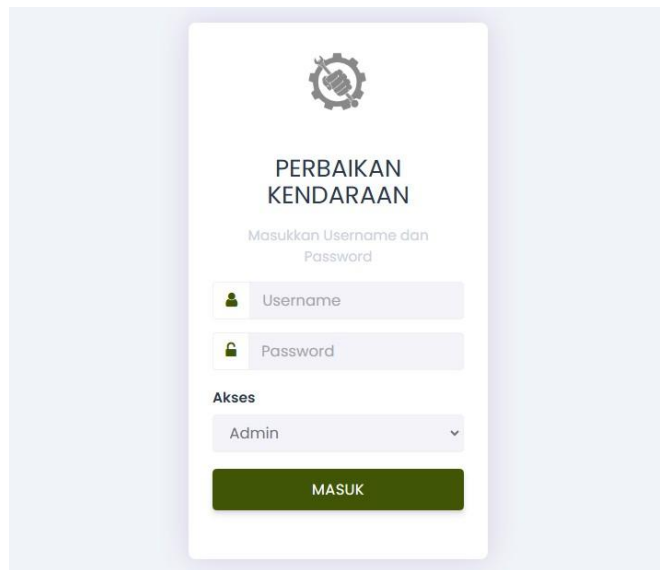 PERBAIKAN
KENDARAAN
Masukkan Username dan
Password
Username
Password
Akses
Admin
MASUK